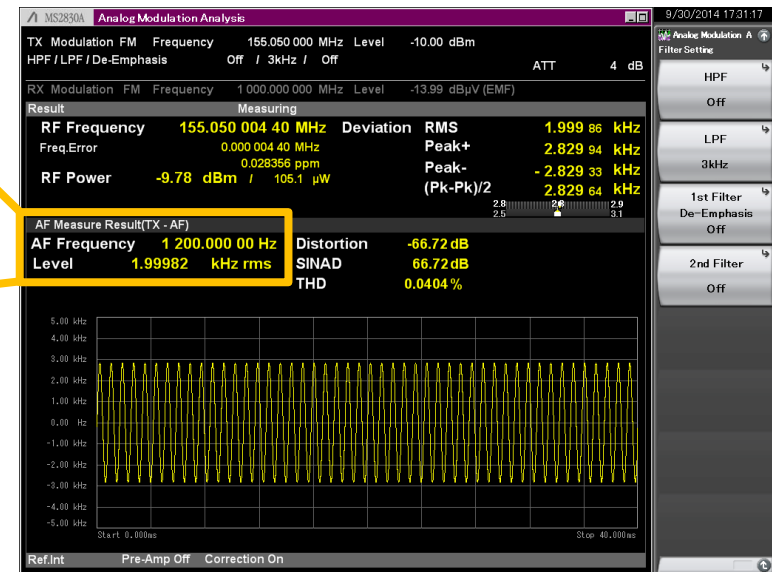 MS2830A Analog Modulation Analysis
9/30/2014 17:31:17
TX Modulation FM Frequency 155.050 000 MHz Level -10.00 dBm
HPF / LPF / De-Emphasis Off / 3kHz / Off
ATT 4 dB
RX Modulation FM Frequency 1 000.000 000 MHz Level -13.99 dBµV (EMF)
Result Measuring
RF Frequency 155.050 004 40 MHz Deviation RMS 1.999 86 kHz
Freq.Error 0.000 004 40 MHz Peak+ 2.829 94 kHz
0.028356 ppm Peak- - 2.829 33 kHz
RF Power -9.78 dBm / 105.1 µW (Pk-Pk)/2 2.829 64 kHz
2.8 2.9
2.5 3.1
AF Measure Result(TX - AF)
AF Frequency 1 200.000 00 Hz Distortion -66.72 dB
Level 1.99982 kHz rms SINAD 66.72 dB
THD 0.0404 %
5.00 kHz
4.00 kHz
3.00 kHz
2.00 kHz
1.00 kHz
0.00 Hz
-1.00 kHz
-2.00 kHz
-3.00 kHz
-4.00 kHz
-5.00 kHz
Start 0.000ms Stop 40.000ms
Ref.Int Pre-Amp Off Correction On
Analog Modulation A
Filter Setting
HPF
Off
LPF
3kHz
1st Filter
De-Emphasis
Off
2nd Filter
Off